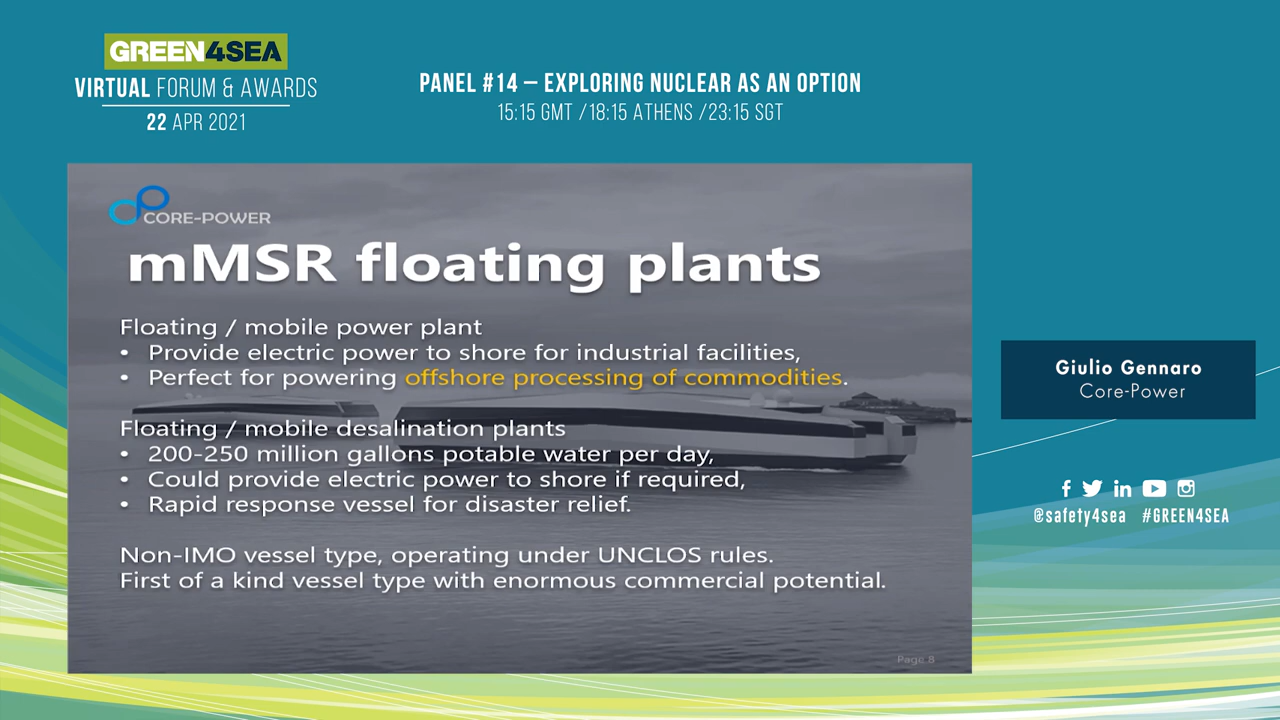 GREEN4SEA
VIRTUAL FORUM & AWARDS
22 APR 2021
PANEL #14 – EXPLORING NUCLEAR AS AN OPTION
15:15 GMT /18:15 ATHENS /23:15 SGT
CORE-POWER
mMSR floating plants
Floating / mobile power plant
• Provide electric power to shore for industrial facilities,
• Perfect for powering offshore processing of commodities.
Floating / mobile desalination plants
• 200-250 million gallons potable water per day,
• Could provide electric power to shore if required,
• Rapid response vessel for disaster relief.
Non-IMO vessel type, operating under UNCLOS rules.
First of a kind vessel type with enormous commercial potential.
Page 8
Giulio Gennaro
Core-Power
@safety4sea #GREEN4SEA